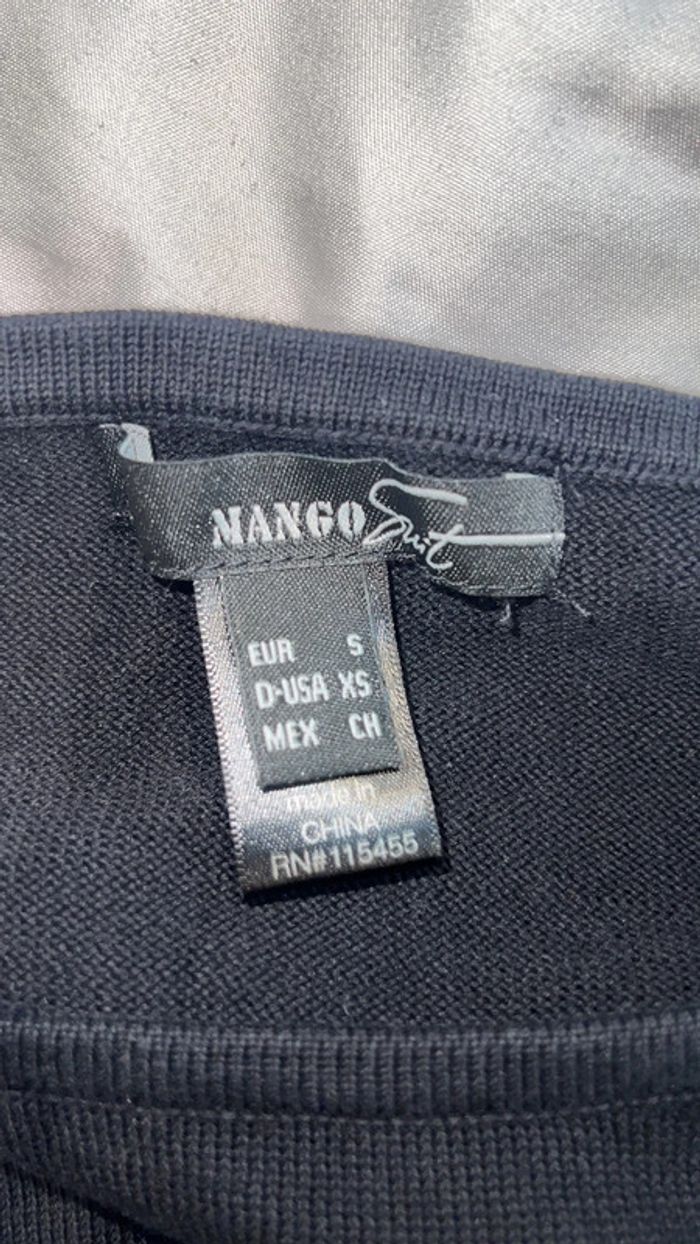 MANGO Suit
EUR S
D-USA XS
MEX CH
made in
CHINA
RN#115455